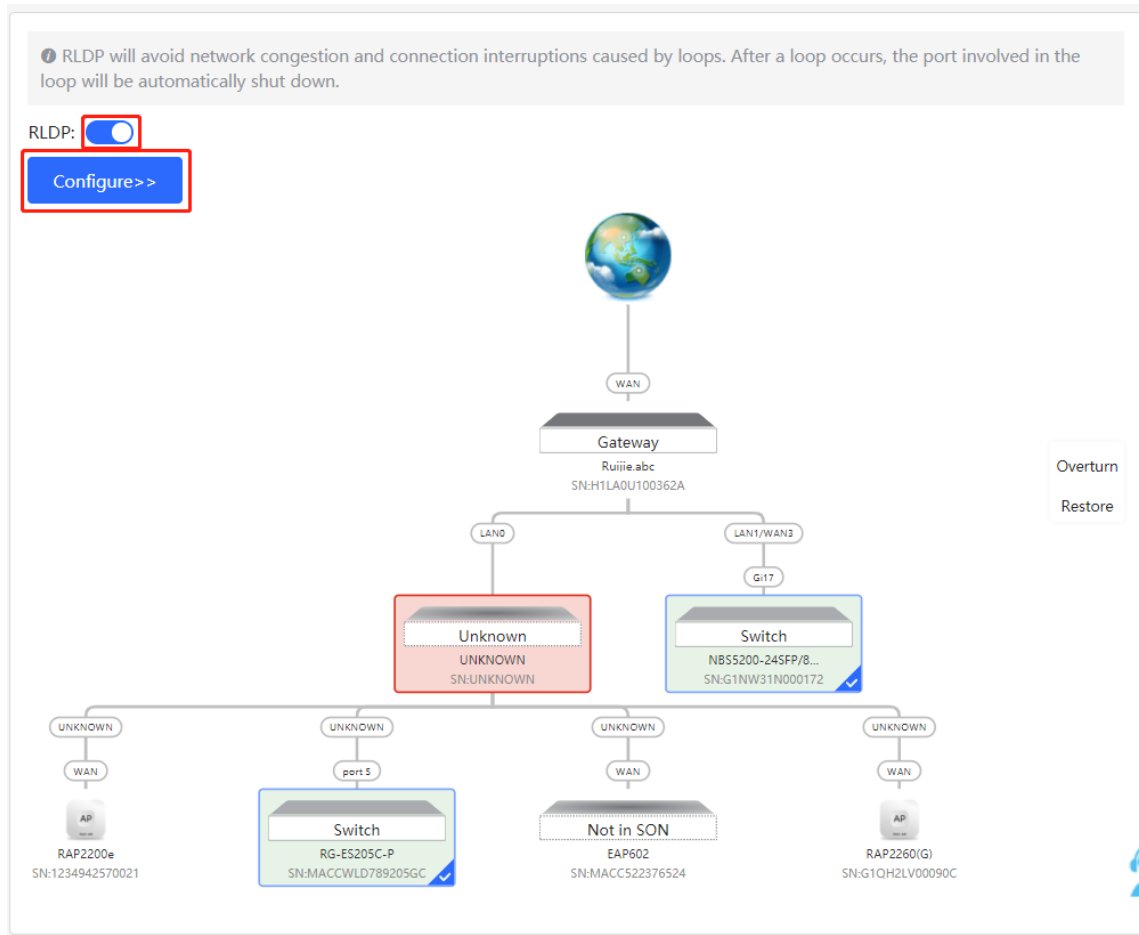 RLDP will avoid network congestion and connection interruptions caused by loops. After a loop occurs, the port involved in the
loop will be automatically shut down.
RLDP:
Configure>>
WAN
Gateway
Ruijie.abc
SN:H1LA0U100362A
Overturn
Restore
LAN0
LAN1/WAN3
Gi17
Unknown
UNKNOWN
SN:UNKNOWN
Switch
NBS5200-24SFP/8...
SN:G1NW31N000172
UNKNOWN
UNKNOWN
UNKNOWN
UNKNOWN
WAN
port 5
WAN
WAN
AP
RAP2200e
SN:1234942570021
Switch
RG-ES205C-P
SN:MACCWLD789205GC
Not in SON
EAP602
SN:MACC522376524
AP
RAP2260(G)
SN:G1QH2LV00090C